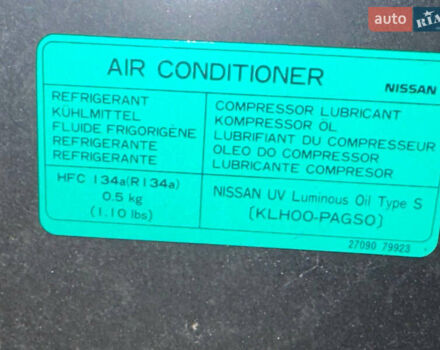 auto RIA
AIR CONDITIONER
NISSAN
REFRIGERANT
KÜHLMITTEL
FLUIDE FRIGORIGÈNE
REFRIGERANTE
REFRIGERANTE
COMPRESSOR LUBRICANT
KOMPRESSOR ÖL
LUBRIFIANT DU COMPRESSEUR
OLEO DO COMPRESSOR
LUBRICANTE COMPRESOR
HFC 134a(R134a)
0.5 kg
(1.10 lbs)
NISSAN UV Luminous Oil Type S
(KLH00-PAGS0)
27090 79923